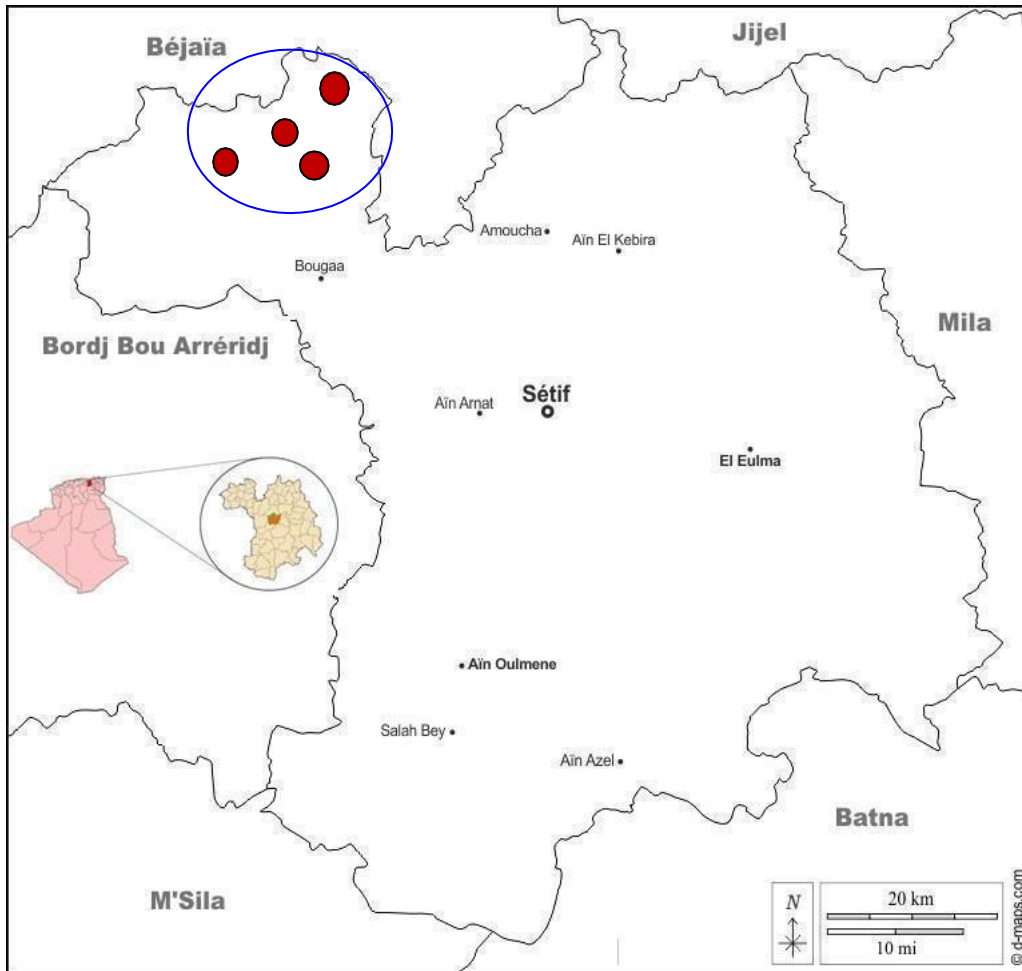 Béjaïa
Jijel
Amoucha
Aïn El Kebira
Bougaa
Mila
Bordj Bou Arréridj
Sétif
Aïn Arnat
El Eulma
Aïn Oulmene
Salah Bey
Aïn Azel
Batna
M'Sila
N
20 km
10 mi
© d-maps.com